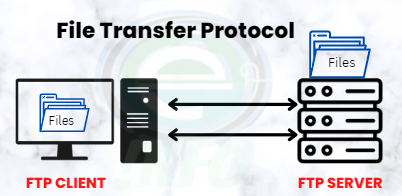 File Transfer Protocol
Files
Files
FTP CLIENT
FTP SERVER